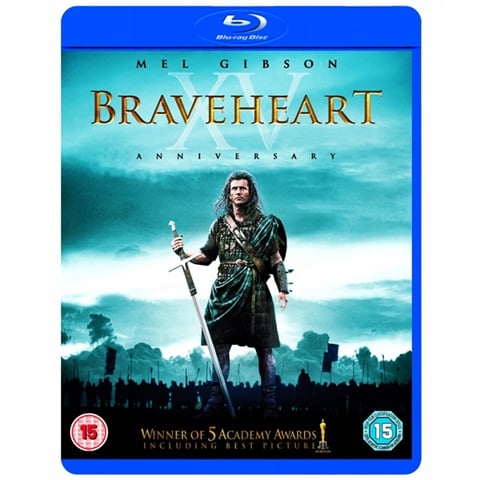 Blu-ray Disc
MEL GIBSON
XV
BRAVEHEART
ANNIVERSARY
WINNER OF 5 ACADEMY AWARDS
INCLUDING BEST PICTURE
15
15